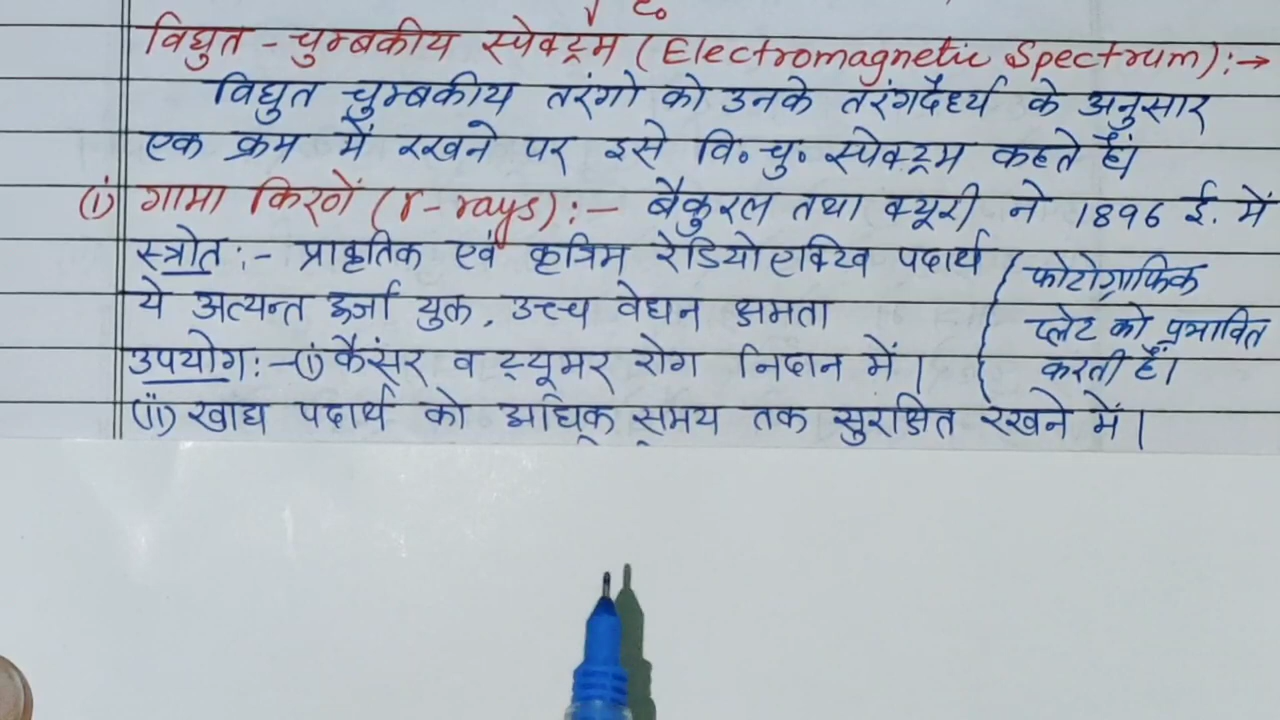 विद्युत - चुम्बकीय स्पेक्ट्रम (Electromagnetic Spectrum) :→
विद्युत चुम्बकीय तरंगो को उनके तरंगदैर्ध्य के अनुसार
एक क्रम में रखने पर इसे वि॰ चु॰ स्पेक्ट्रम कहते हैं।
(i) गामा किरणें (γ-rays) :- बैकुरल तथा क्यूरी ने 1896 ई. में
स्त्रोत :- प्राकृतिक एवं कृत्रिम रेडियोएक्टिव पदार्थ
ये अत्यन्त ऊर्जा युक्त, उच्च वेधन क्षमता
फोटोग्राफिक
प्लेट को प्रभावित
करती हैं।
उपयोग :- (i) कैंसर व ट्यूमर रोग निदान में।
(ii) खाद्य पदार्थ को अधिक समय तक सुरक्षित रखने में।